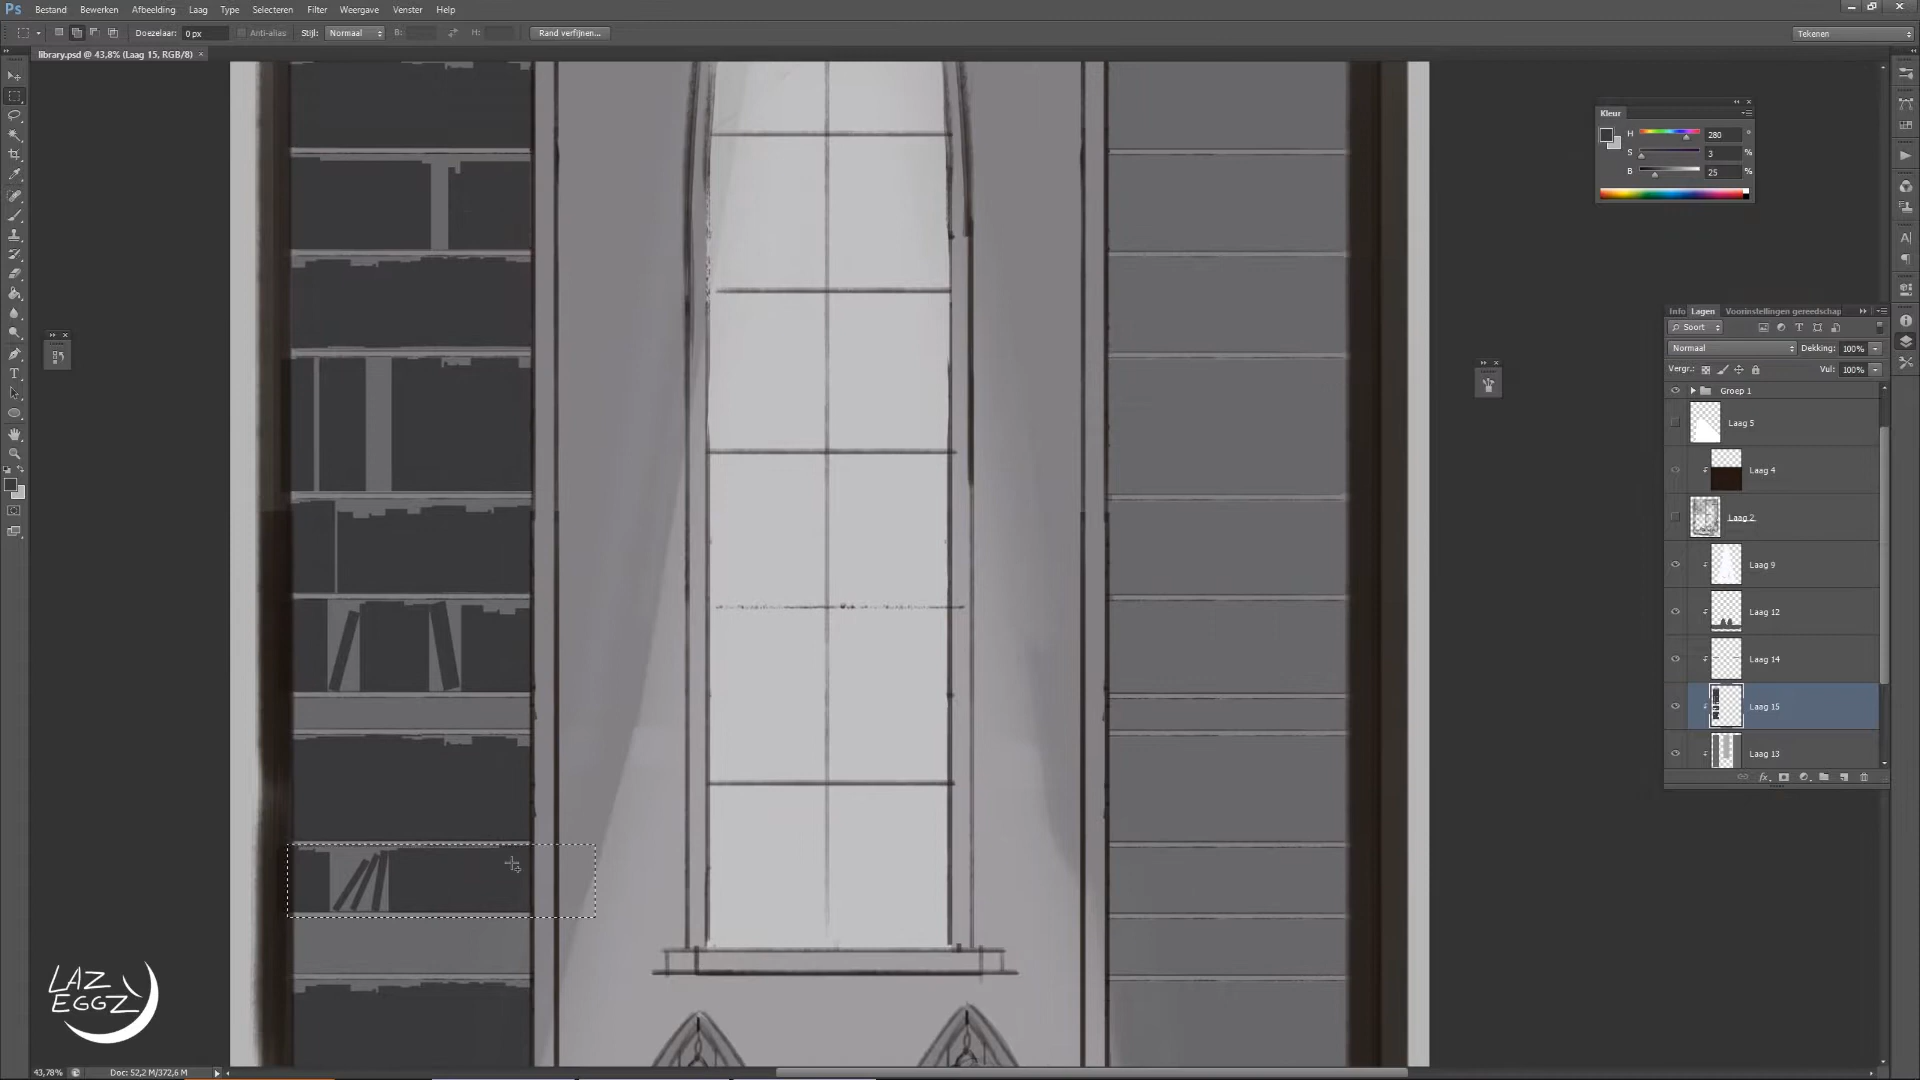 Ps Bestand Bewerken Afbeelding Laag Type Selecteren Filter Weergave Venster Help
Doezelaar: 0 px Anti-alias Stijl: Normaal B: H: Rand verfijnen... Tekenen
library.psd @ 43,8% (Laag 15, RGB/8) ×
Kleur
H 280 °
S 3 %
B 25 %
Info Lagen Voorinstellingen gereedschap
Soort
Normaal Dekking: 100%
Vergr.: Vul: 100%
Groep 1
Laag 5
Laag 4
Laag 2
Laag 9
Laag 12
Laag 14
Laag 15
Laag 13
LAZ
EGGZ
43,78% Doc: 52,2 M/372,6 M